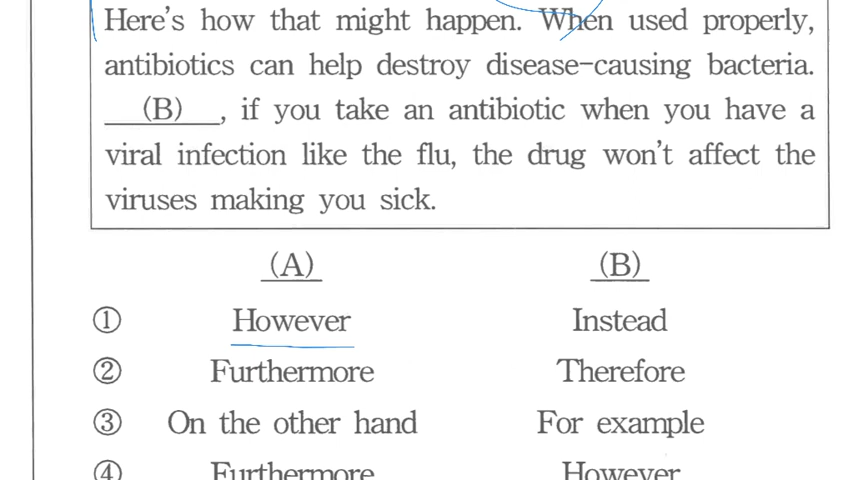 Here's how that might happen. When used properly,
antibiotics can help destroy disease-causing bacteria.
(B) , if you take an antibiotic when you have a
viral infection like the flu, the drug won't affect the
viruses making you sick.
(A) (B)
① However Instead
② Furthermore Therefore
③ On the other hand For example
④ Furthermore However